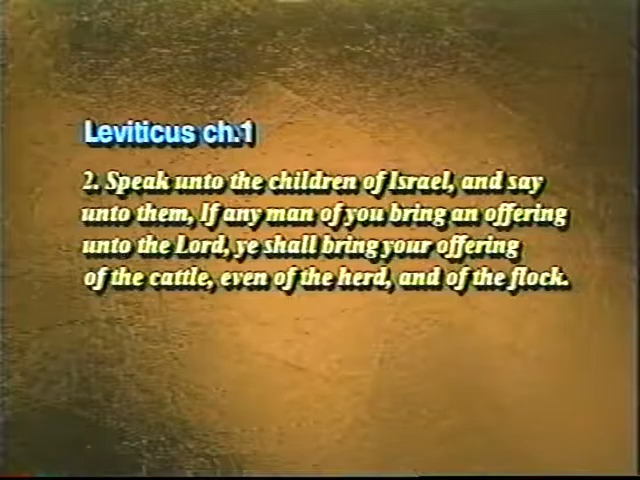 Leviticus ch.1
2. Speak unto the children of Israel, and say
unto them, If any man of you bring an offering
unto the Lord, ye shall bring your offering
of the cattle, even of the herd, and of the flock.